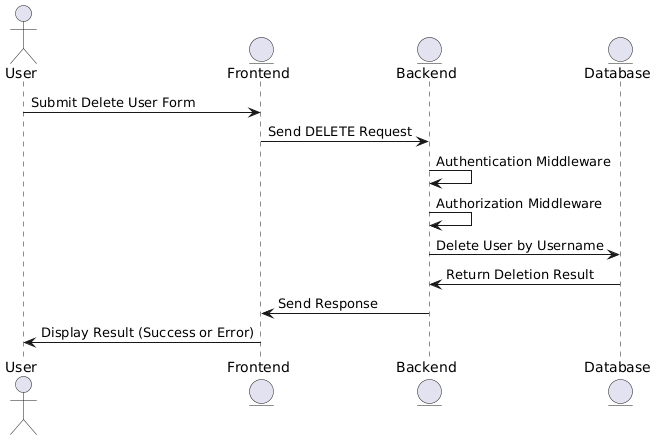 User
Frontend
Backend
Database
Submit Delete User Form
Send DELETE Request
Authentication Middleware
Authorization Middleware
Delete User by Username
Return Deletion Result
Send Response
Display Result (Success or Error)
User
Frontend
Backend
Database